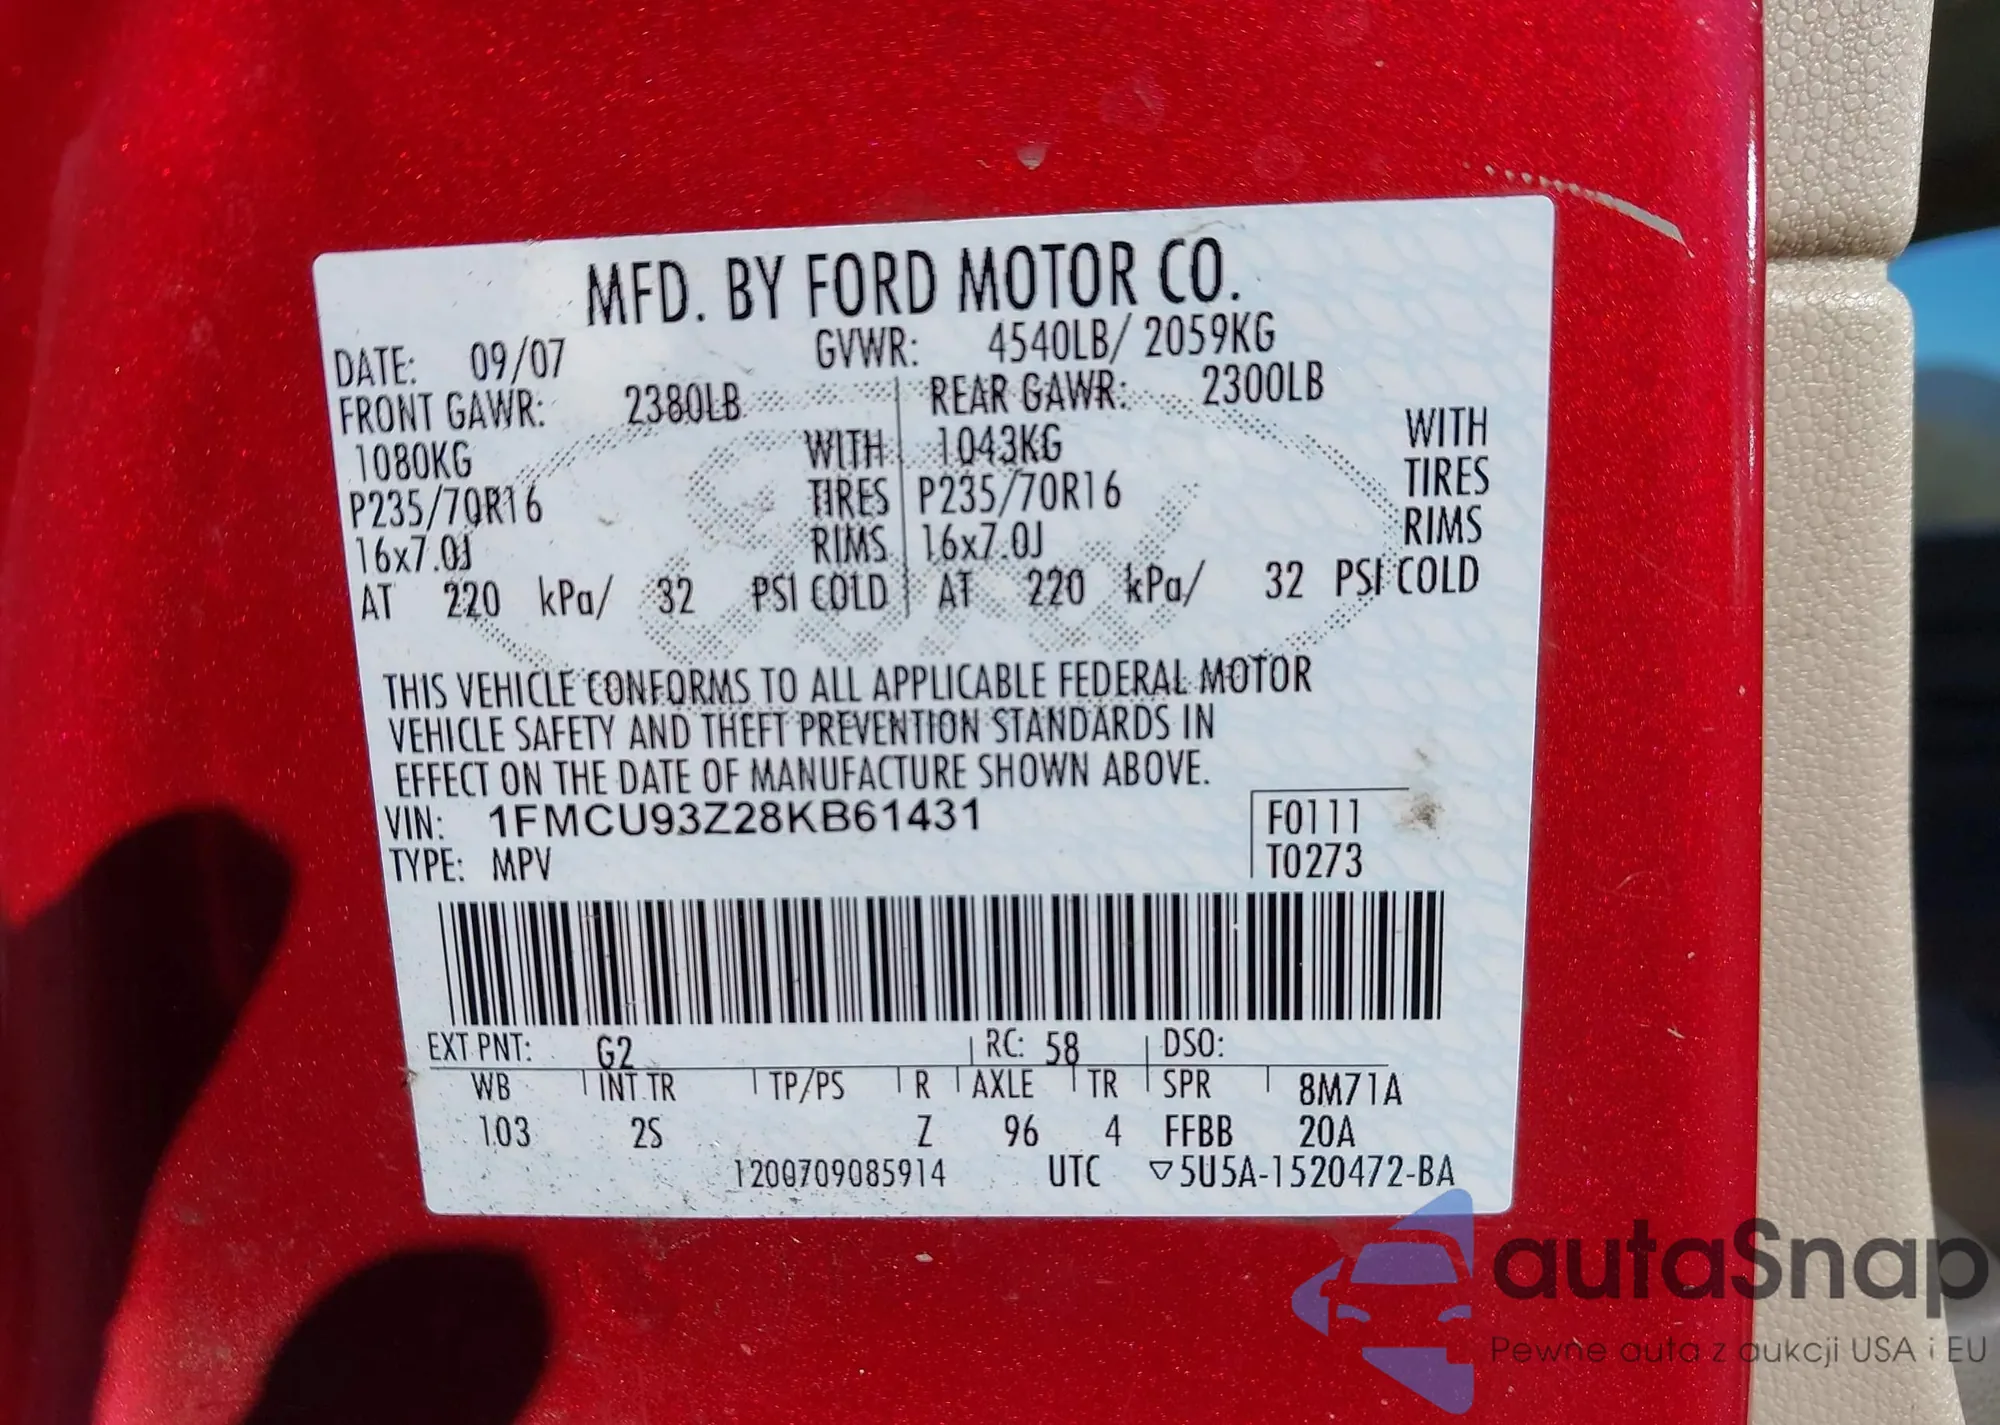 MFD. BY FORD MOTOR CO.
DATE: 09/07 GVWR: 4540LB/ 2059KG
FRONT GAWR: 2380LB REAR GAWR: 2300LB
1080KG WITH 1043KG WITH
P235/70R16 TIRES P235/70R16 TIRES
16x7.0J RIMS 16x7.0J RIMS
AT 220 kPa/ 32 PSI COLD AT 220 kPa/ 32 PSI COLD
THIS VEHICLE CONFORMS TO ALL APPLICABLE FEDERAL MOTOR
VEHICLE SAFETY AND THEFT PREVENTION STANDARDS IN
EFFECT ON THE DATE OF MANUFACTURE SHOWN ABOVE.
VIN: 1FMCU93Z28KB61431 F0111
TYPE: MPV T0273
EXT PNT: G2 RC: 58 DSO:
WB INT TR TP/PS R AXLE TR SPR 8M71A
103 2S Z 96 4 FFBB 20A
120Q709085914 UTC ▽5U5A-1520472-BA
autaSnap
Pewne auta z aukcji USA i EU